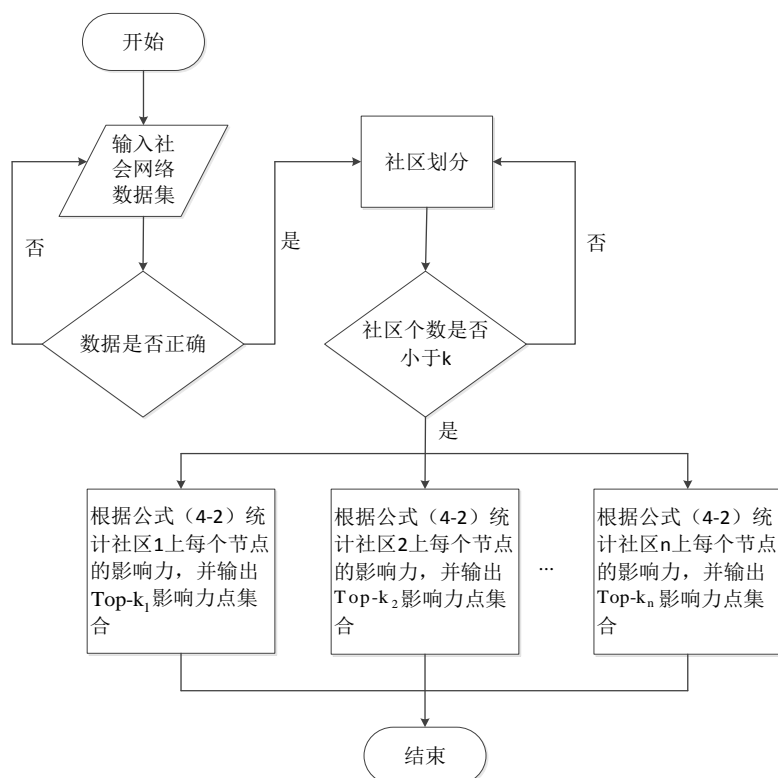 开始
输入社
会网络
数据集
否
数据是否正确
是
社区划分
否
社区个数是否
小于k
是
根据公式（4-2）统
计社区1上每个节点
的影响力，并输出
Top-k1影响力点集
合
根据公式（4-2）统
计社区2上每个节点
的影响力，并输出
Top-k2影响力点集
合
...
根据公式（4-2）统
计社区n上每个节点
的影响力，并输出
Top-kn影响力点集
合
结束